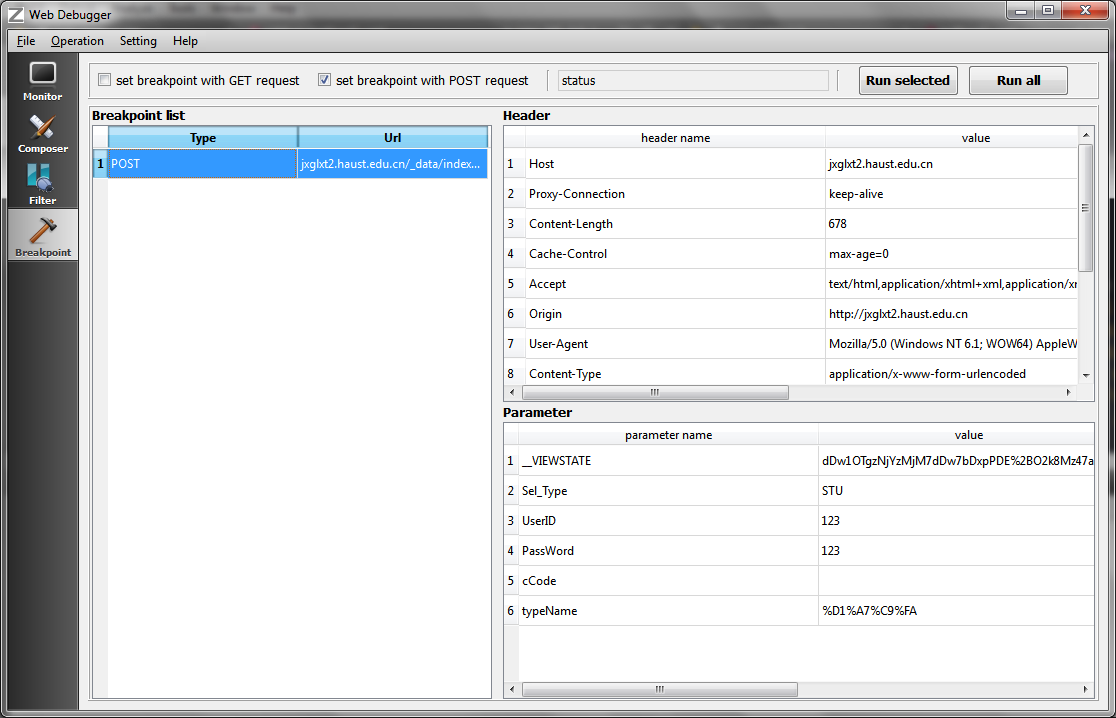 Web Debugger
File Operation Setting Help
Monitor
Composer
Filter
Breakpoint
set breakpoint with GET request set breakpoint with POST request status Run selected Run all
Breakpoint list
Type Url
1 POST jxglxt2.haust.edu.cn/_data/index...
Header
header name value
1 Host jxglxt2.haust.edu.cn
2 Proxy-Connection keep-alive
3 Content-Length 678
4 Cache-Control max-age=0
5 Accept text/html,application/xhtml+xml,application/xr
6 Origin http://jxglxt2.haust.edu.cn
7 User-Agent Mozilla/5.0 (Windows NT 6.1; WOW64) AppleW
8 Content-Type application/x-www-form-urlencoded
Parameter
parameter name value
1 __VIEWSTATE dDw1OTgzNjYzMjM7dDw7bDxpPDE%2BO2k8Mz47a
2 Sel_Type STU
3 UserID 123
4 PassWord 123
5 cCode
6 typeName %D1%A7%C9%FA